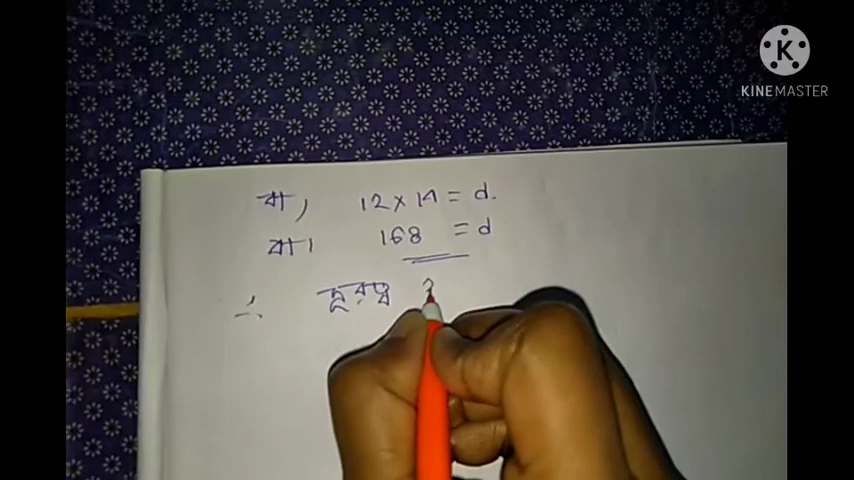 KINEMASTER
বা, 12 x 14 = d.
বা। 168 = d
∴ দূরত্ব